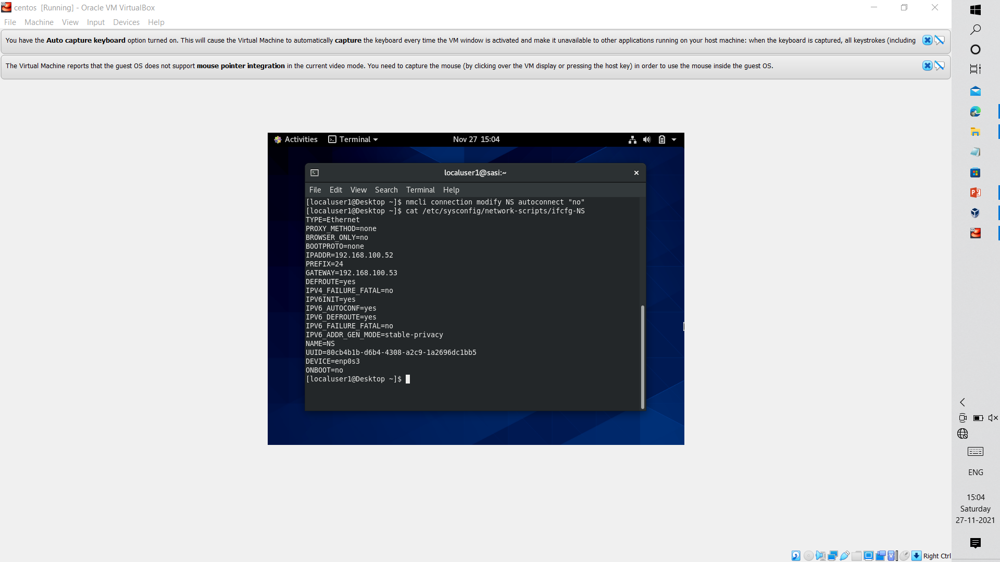 centos [Running] - Oracle VM VirtualBox
File Machine View Input Devices Help
You have the Auto capture keyboard option turned on. This will cause the Virtual Machine to automatically capture the keyboard every time the VM window is activated and make it unavailable to other applications running on your host machine: when the keyboard is captured, all keystrokes (including
The Virtual Machine reports that the guest OS does not support mouse pointer integration in the current video mode. You need to capture the mouse (by clicking over the VM display or pressing the host key) in order to use the mouse inside the guest OS.
Activities Terminal Nov 27 15:04
localuser1@sasi:~
File Edit View Search Terminal Help
[localuser1@Desktop ~]$ nmcli connection modify NS autoconnect "no"
[localuser1@Desktop ~]$ cat /etc/sysconfig/network-scripts/ifcfg-NS
TYPE=Ethernet
PROXY_METHOD=none
BROWSER_ONLY=no
BOOTPROTO=none
IPADDR=192.168.100.52
PREFIX=24
GATEWAY=192.168.100.53
DEFROUTE=yes
IPV4_FAILURE_FATAL=no
IPV6INIT=yes
IPV6_AUTOCONF=yes
IPV6_DEFROUTE=yes
IPV6_FAILURE_FATAL=no
IPV6_ADDR_GEN_MODE=stable-privacy
NAME=NS
UUID=80cb4b1b-d6b4-4308-a2c9-1a2696dc1bb5
DEVICE=enp0s3
ONBOOT=no
[localuser1@Desktop ~]$
ENG
15:04
Saturday
27-11-2021
Right Ctrl